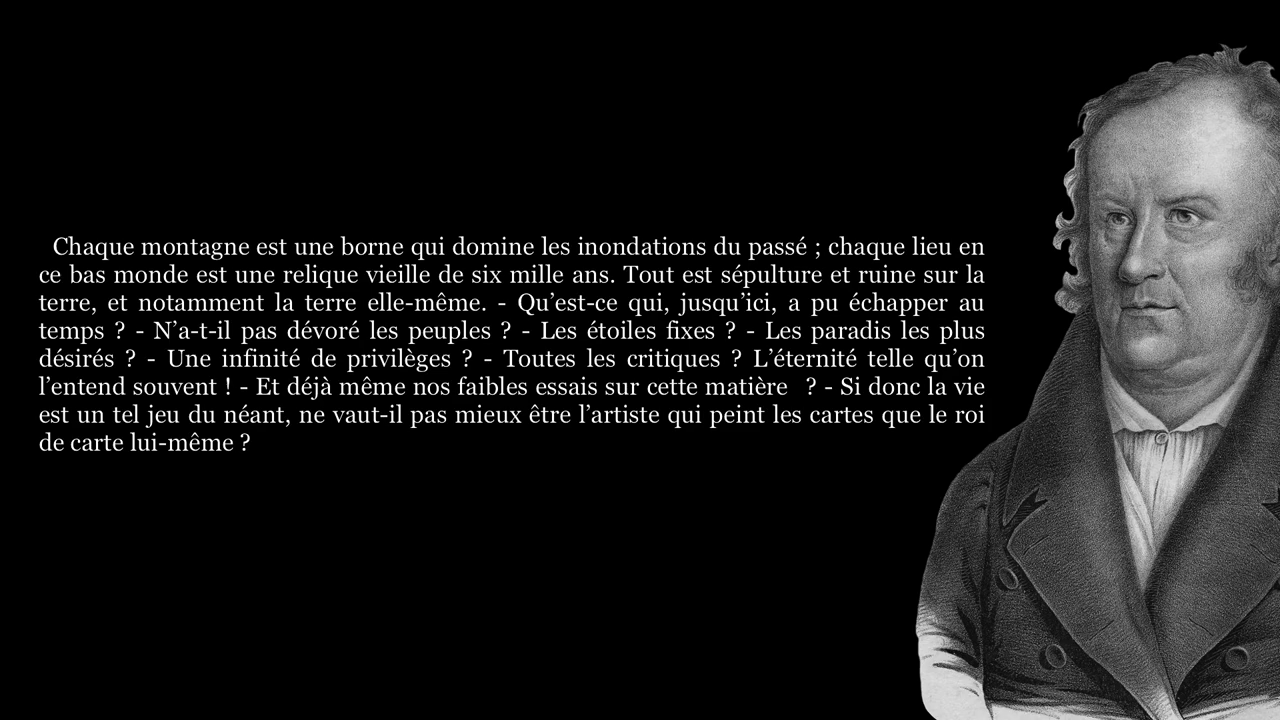 Chaque montagne est une borne qui domine les inondations du passé ; chaque lieu en
ce bas monde est une relique vieille de six mille ans. Tout est sépulture et ruine sur la
terre, et notamment la terre elle-même. - Qu’est-ce qui, jusqu’ici, a pu échapper au
temps ? - N’a-t-il pas dévoré les peuples ? - Les étoiles fixes ? - Les paradis les plus
désirés ? - Une infinité de privilèges ? - Toutes les critiques ? L’éternité telle qu’on
l’entend souvent ! - Et déjà même nos faibles essais sur cette matière  ? - Si donc la vie
est un tel jeu du néant, ne vaut-il pas mieux être l’artiste qui peint les cartes que le roi
de carte lui-même ?